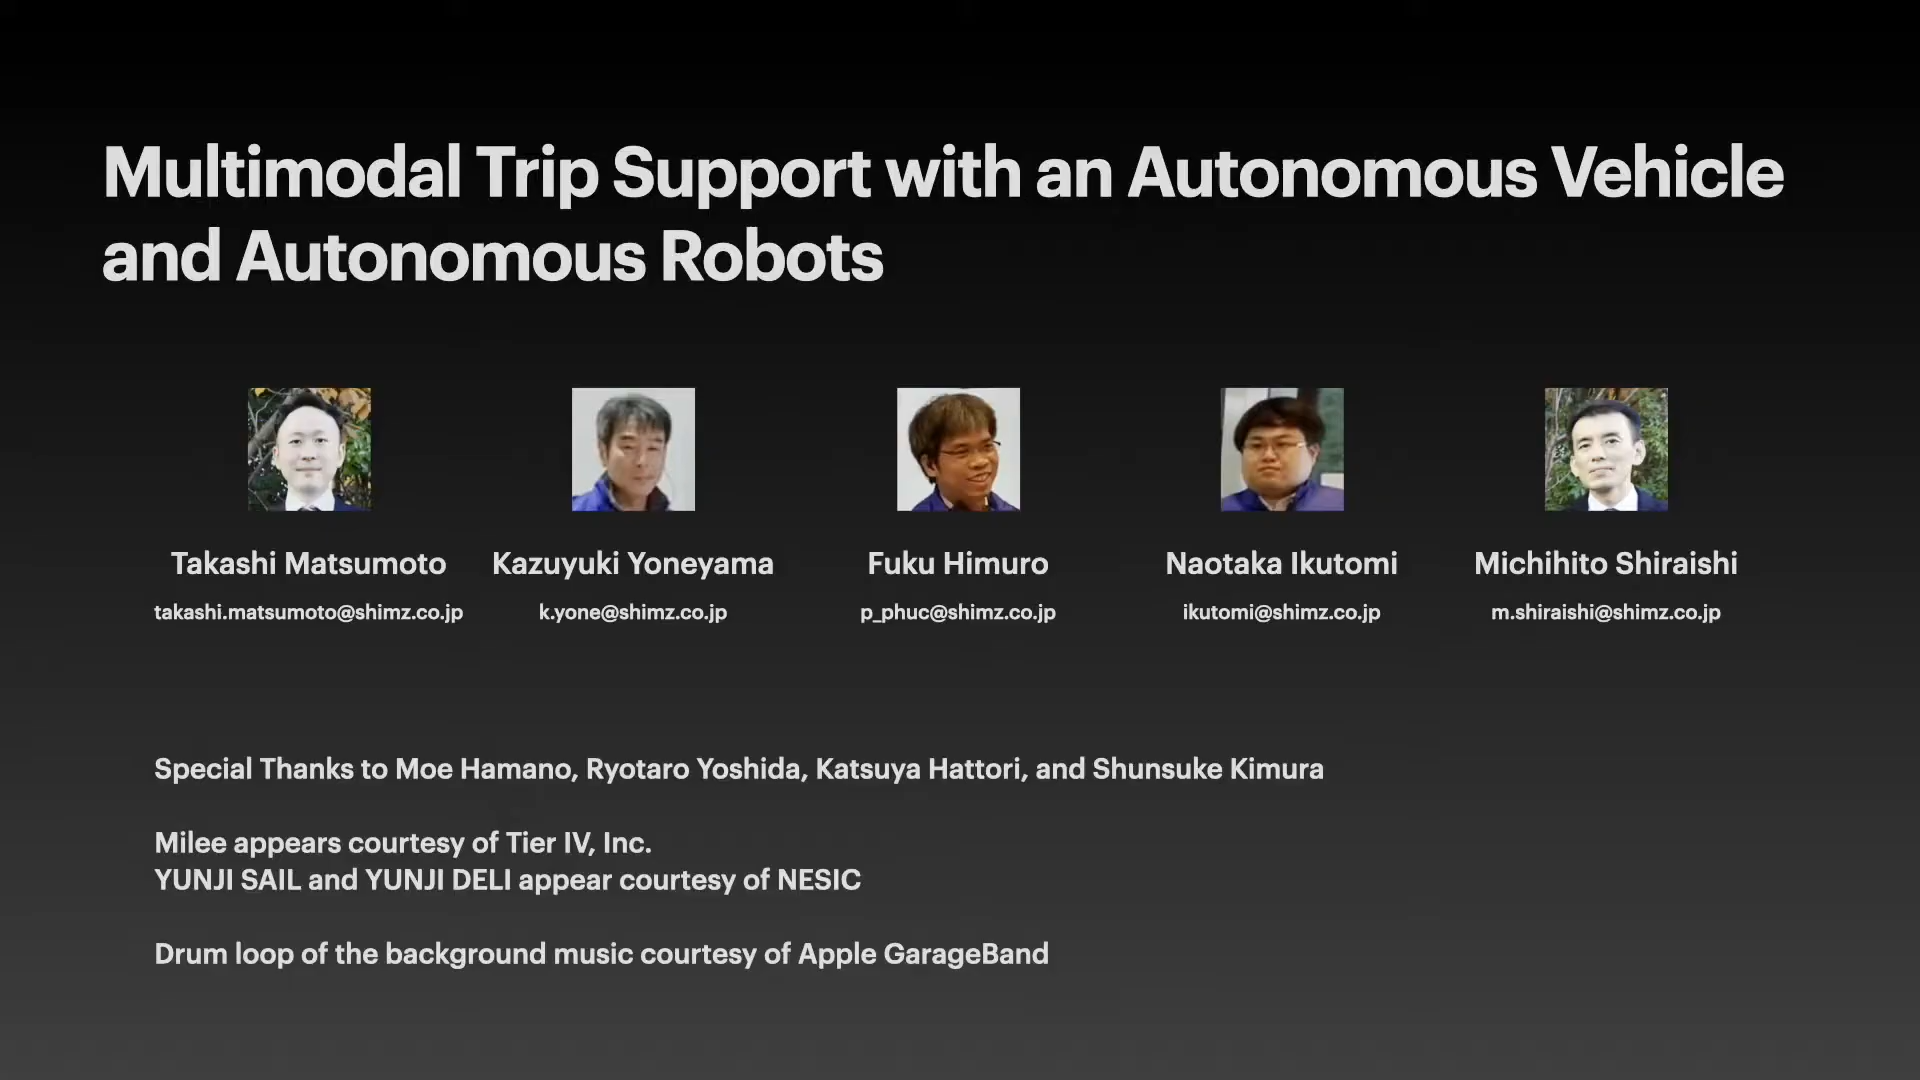 Multimodal Trip Support with an Autonomous Vehicle
and Autonomous Robots
Takashi Matsumoto
takashi.matsumoto@shimz.co.jp
Kazuyuki Yoneyama
k.yone@shimz.co.jp
Fuku Himuro
p_phuc@shimz.co.jp
Naotaka Ikutomi
ikutomi@shimz.co.jp
Michihito Shiraishi
m.shiraishi@shimz.co.jp
Special Thanks to Moe Hamano, Ryotaro Yoshida, Katsuya Hattori, and Shunsuke Kimura
Milee appears courtesy of Tier IV, Inc.
YUNJI SAIL and YUNJI DELI appear courtesy of NESIC
Drum loop of the background music courtesy of Apple GarageBand